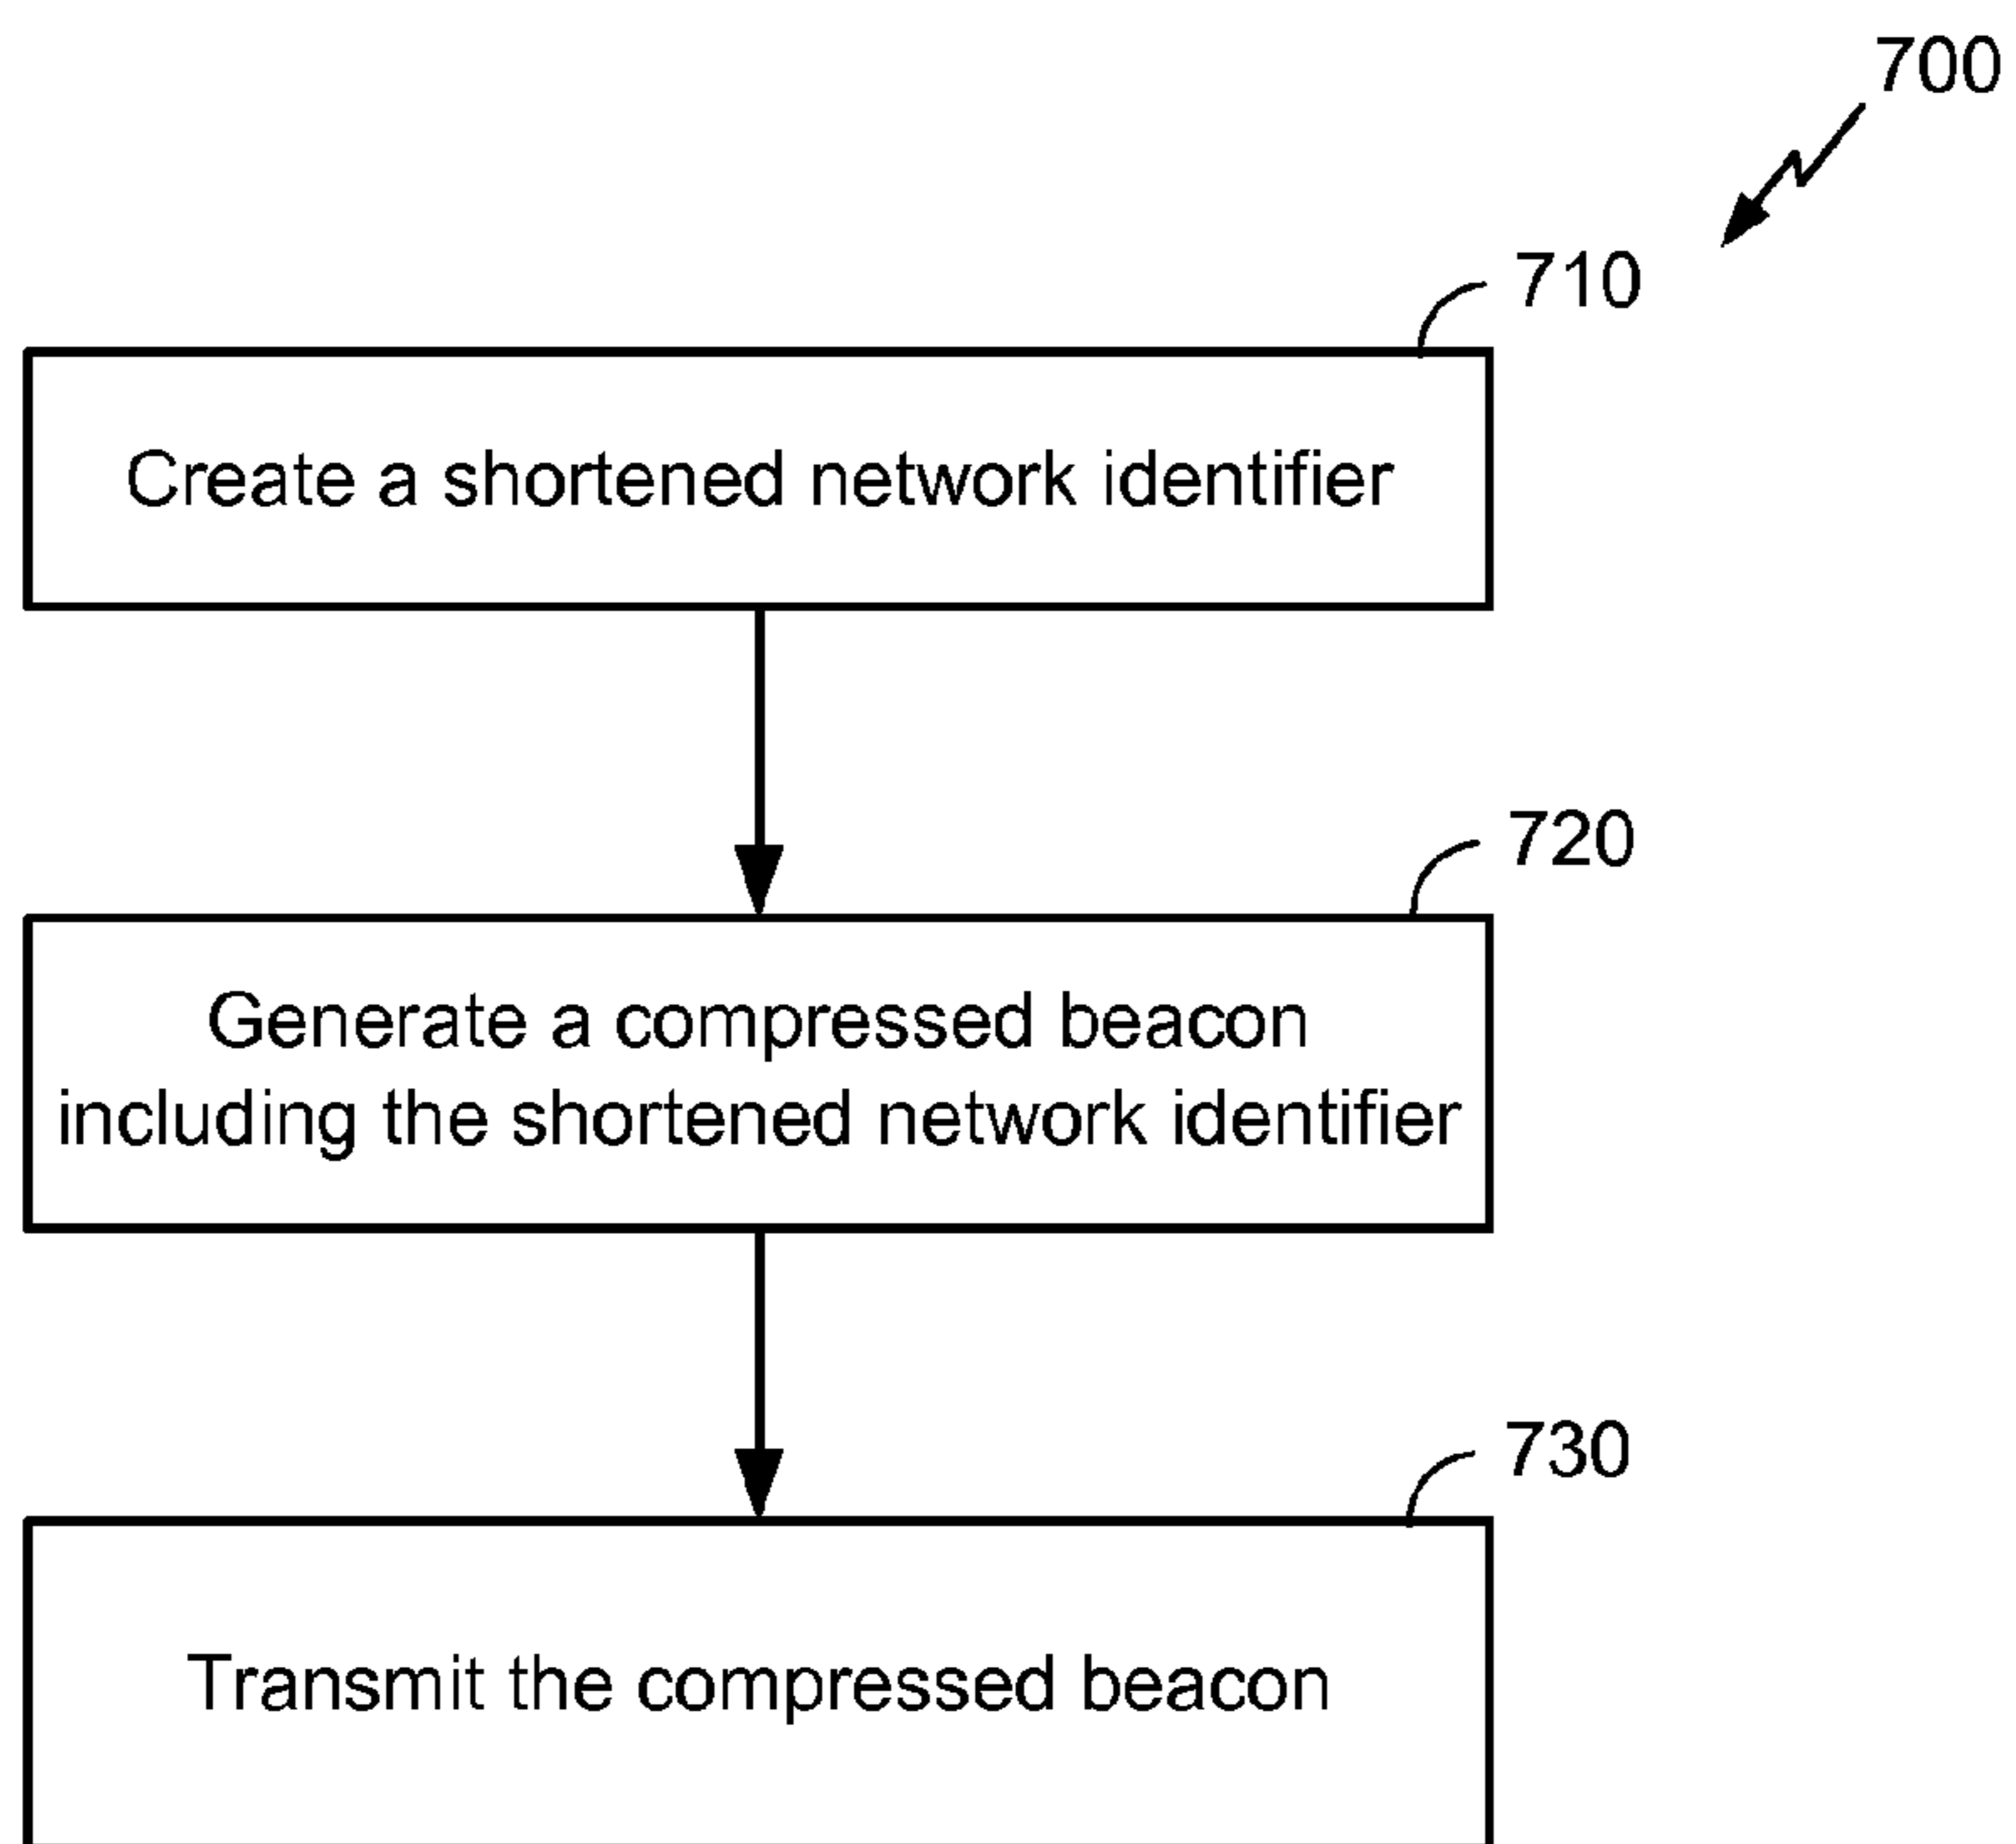 700
710
Create a shortened network identifier
720
Generate a compressed beacon
including the shortened network identifier
730
Transmit the compressed beacon